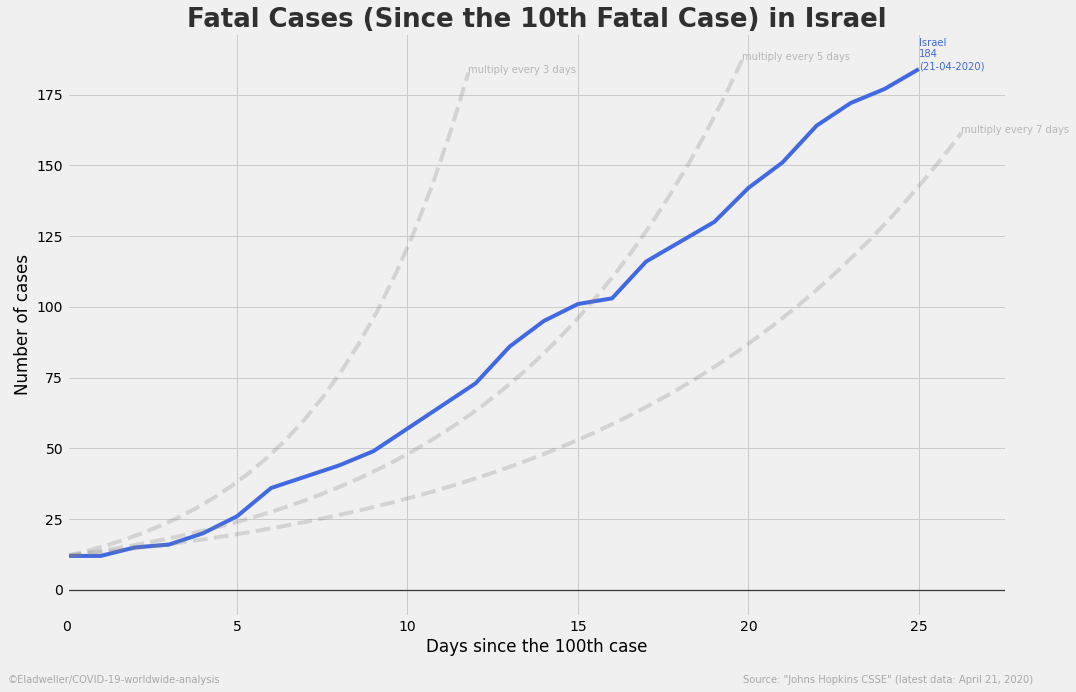 Fatal Cases (Since the 10th Fatal Case) in Israel
Israel
184
(21-04-2020)
multiply every 3 days
multiply every 5 days
multiply every 7 days
175
150
125
100
75
50
25
0
Number of cases
0 5 10 15 20 25
Days since the 100th case
©Eladweller/COVID-19-worldwide-analysis
Source: "Johns Hopkins CSSE" (latest data: April 21, 2020)